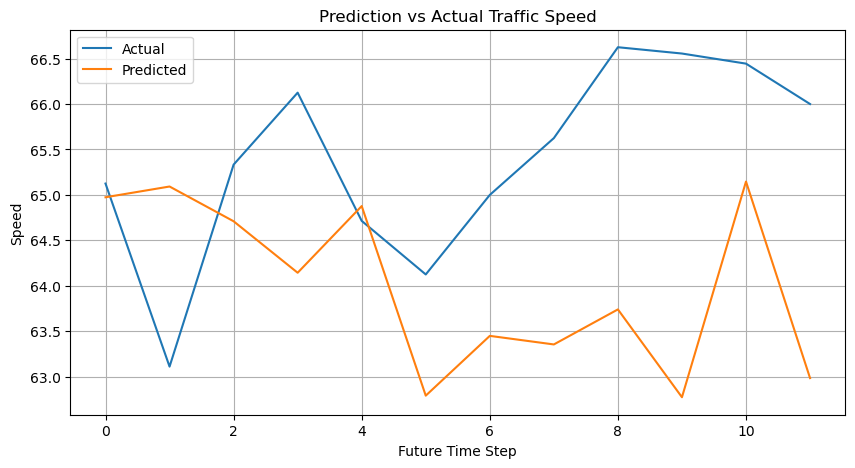 Prediction vs Actual Traffic Speed
Actual
Predicted
66.5
66.0
65.5
65.0
64.5
64.0
63.5
63.0
Speed
0 2 4 6 8 10
Future Time Step